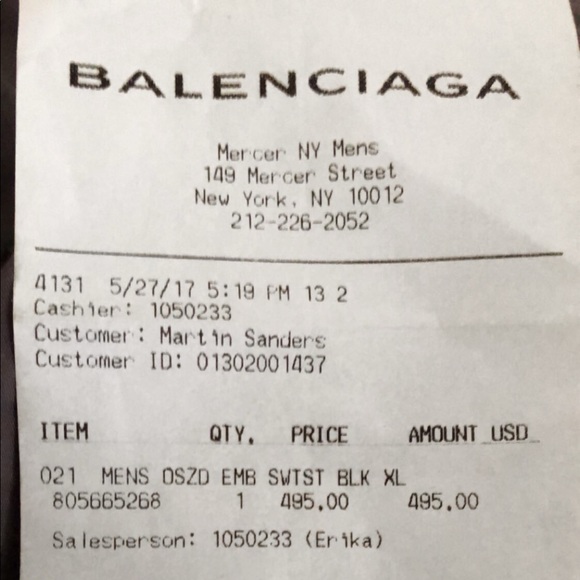 BALENCIAGA
Mercer NY Mens
149 Mercer Street
New York, NY 10012
212-226-2052
4131 5/27/17 5:19 PM 13 2
Cashier: 1050233
Customer: Martin Sanders
Customer ID: 01302001437
ITEM QTY. PRICE AMOUNT USD
021 MENS OSZD EMB SWTST BLK XL
805665268 1 495.00 495.00
Salesperson: 1050233 (Erika)